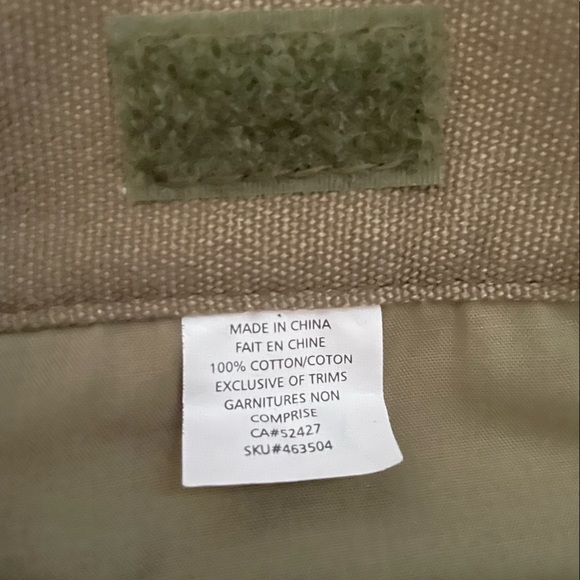 MADE IN CHINA
FAIT EN CHINE
100% COTTON/COTON
EXCLUSIVE OF TRIMS
GARNITURES NON
COMPRISE
CA#52427
SKU#463504